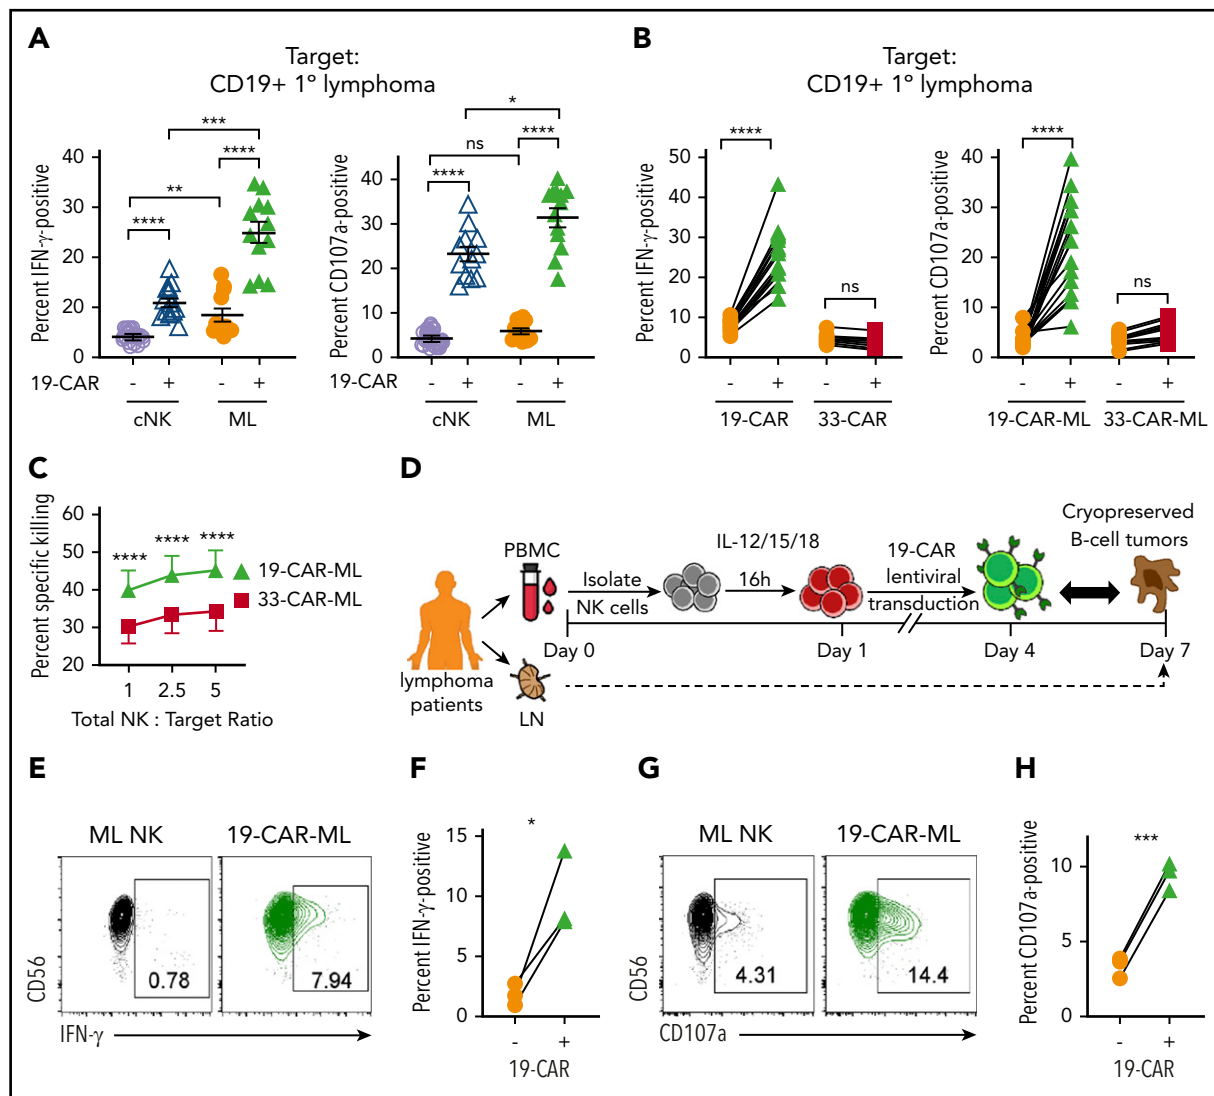 A
Target:
CD19+ 1° lymphoma
Percent IFN-γ-positive
40
30
20
10
0
****
**
***
****
19-CAR
- + - +
cNK ML
Percent CD107a-positive
40
30
20
10
0
****
ns
*
****
19-CAR
- + - +
cNK ML
B
Target:
CD19+ 1° lymphoma
Percent IFN-γ-positive
50
40
30
20
10
0
****
ns
- + - +
19-CAR 33-CAR
Percent CD107a-positive
40
30
20
10
0
****
ns
- + - +
19-CAR-ML 33-CAR-ML
C
Percent specific killing
60
50
40
30
20
**** **** ****
19-CAR-ML
33-CAR-ML
1 2.5 5
Total NK : Target Ratio
D
lymphoma
patients
PBMC
LN
Isolate
NK cells
IL-12/15/18
16h
19-CAR
lentiviral
transduction
Cryopreserved
B-cell tumors
Day 0 Day 1 Day 4 Day 7
E
ML NK 19-CAR-ML
CD56
0.78 7.94
IFN-γ
F
Percent IFN-γ-positive
15
10
5
0
*
- +
19-CAR
G
ML NK 19-CAR-ML
CD56
4.31 14.4
CD107a
H
Percent CD107a-positive
10
5
0
***
- +
19-CAR